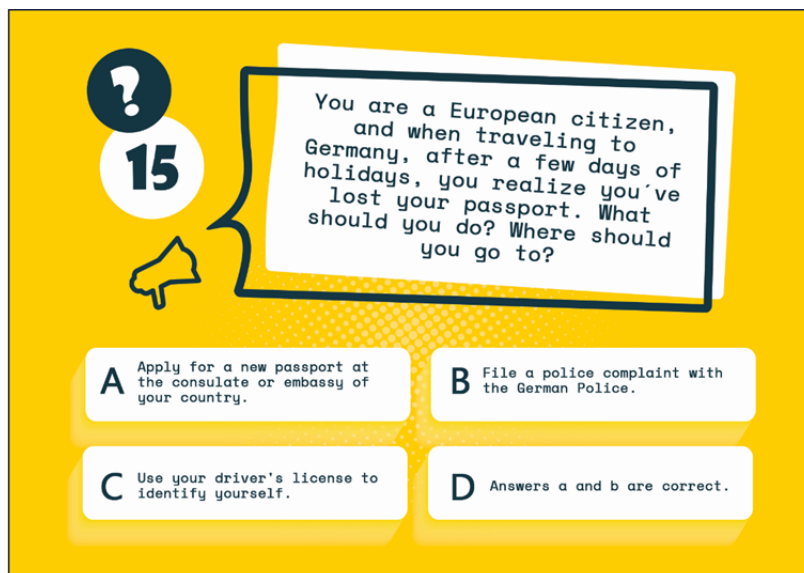 ?
15
You are a European citizen,
and when traveling to
Germany, after a few days of
holidays, you realize you´ve
lost your passport. What
should you do? Where should
you go to?
A
Apply for a new passport at
the consulate or embassy of
your country.
B
File a police complaint with
the German Police.
C
Use your driver's license to
identify yourself.
D
Answers a and b are correct.